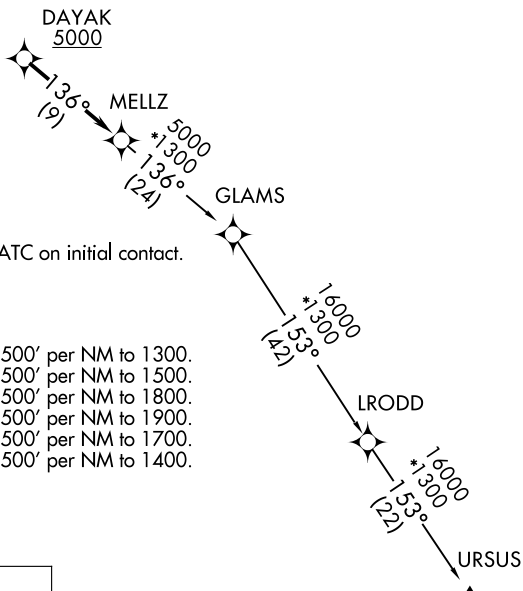 DAYAK
5000
136°
(9)
MELLZ
5000
*1300
136°
(24)
GLAMS
ATC on initial contact.
16000
*1300
153°
(42)
500′ per NM to 1300.
500′ per NM to 1500.
500′ per NM to 1800.
500′ per NM to 1900.
500′ per NM to 1700.
500′ per NM to 1400.
LRODD
16000
*1300
153°
(22)
URSUS